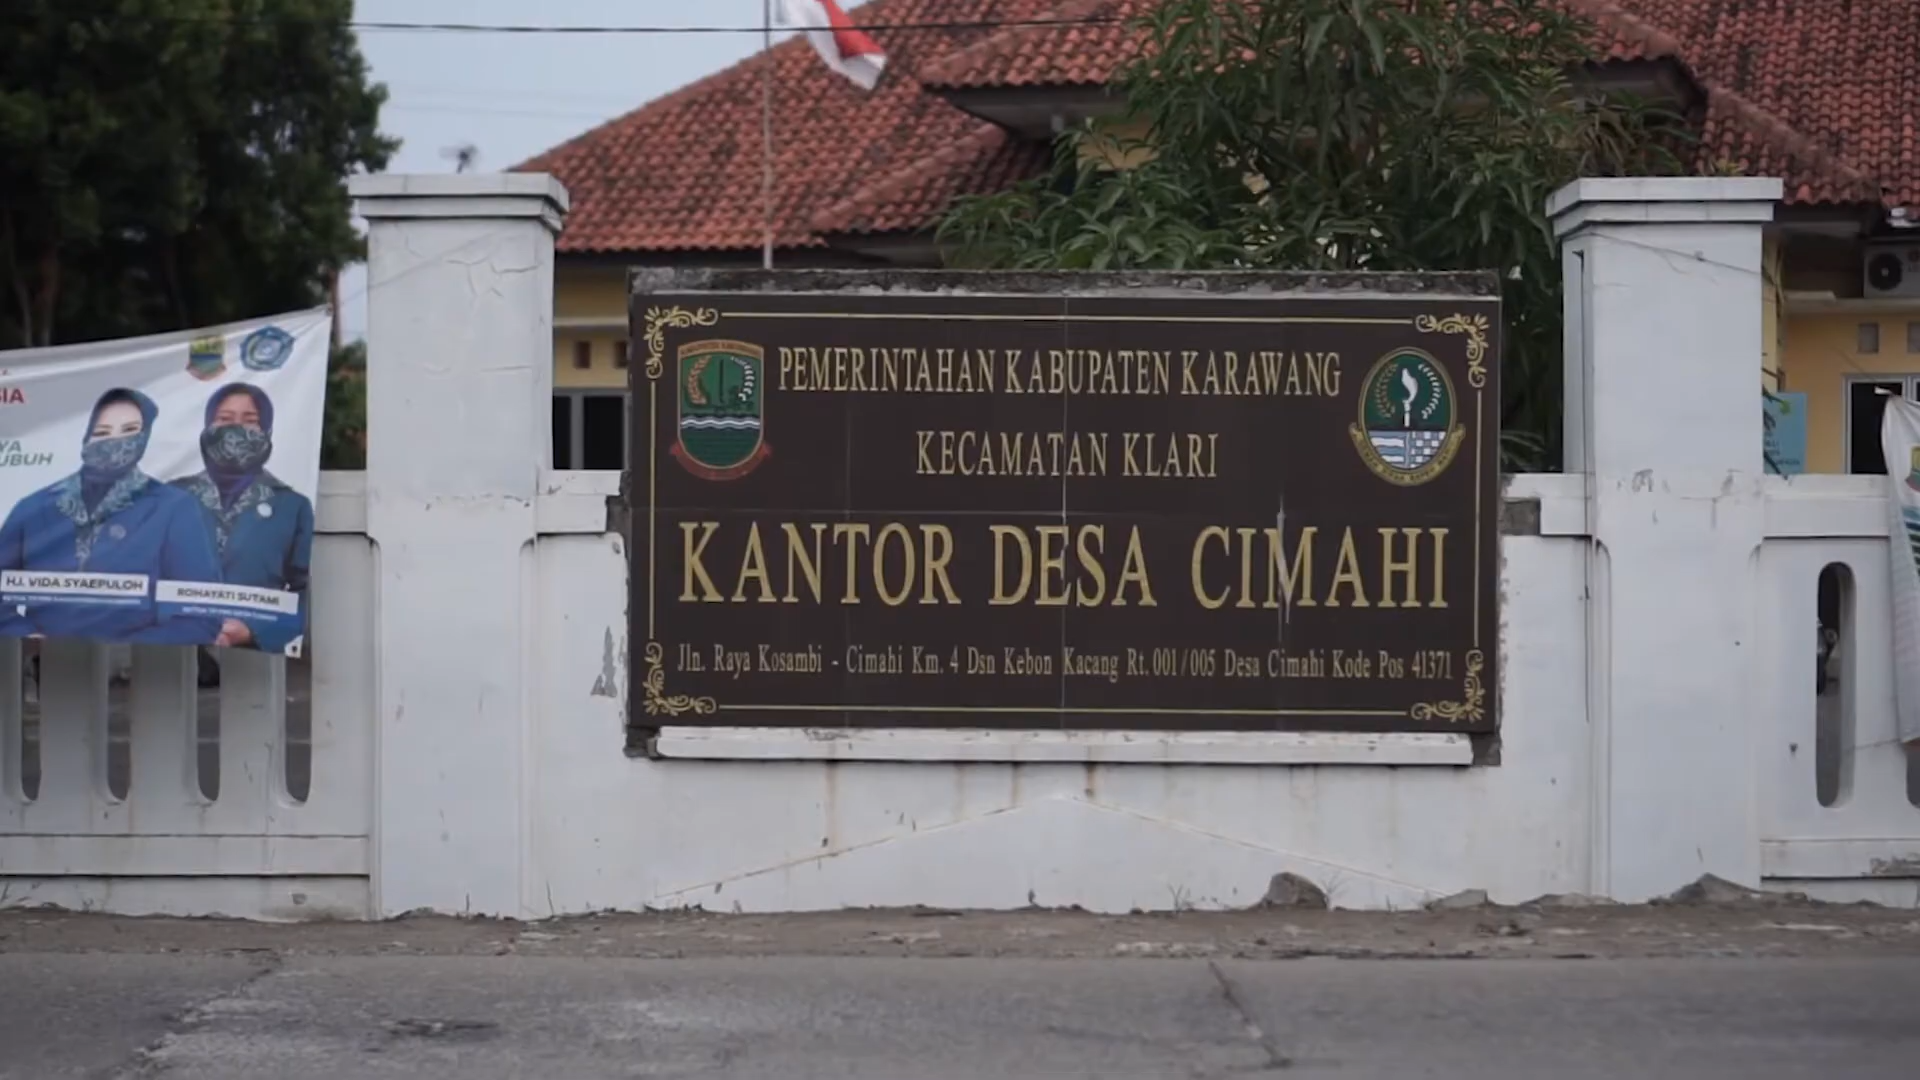 PEMERINTAHAN KABUPATEN KARAWANG
KECAMATAN KLARI
KANTOR DESA CIMAHI
Jln. Raya Kosambi - Cimahi Km. 4 Dsn Kebon Kacang Rt. 001/005 Desa Cimahi Kode Pos 41371
HJ. VIDA SYAEPULOH
ROHAYATI SUTAMI